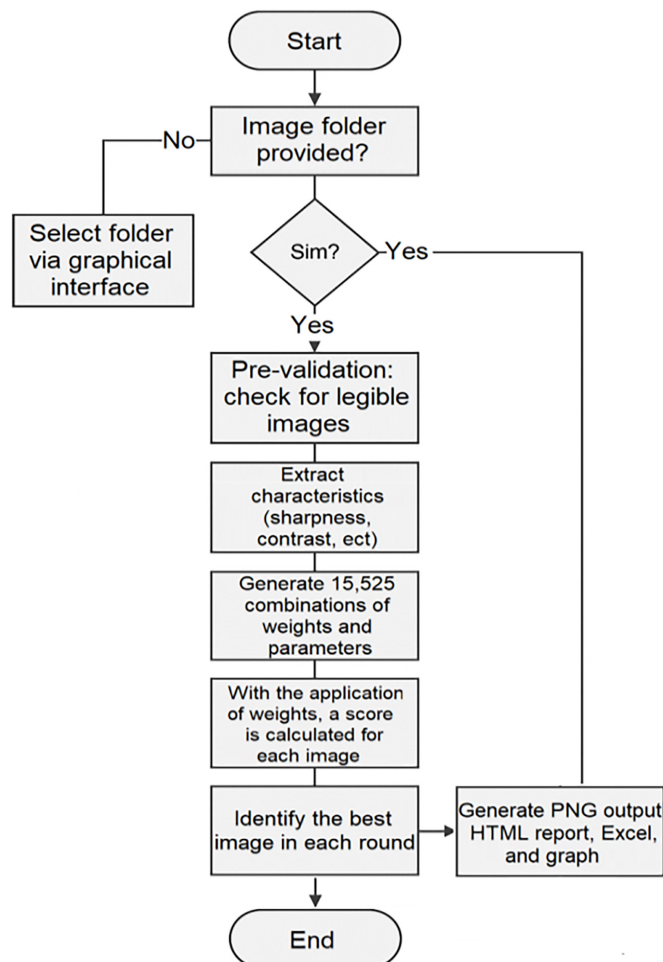 Start
Image folder
provided?
No
Select folder
via graphical
interface
Sim?
Yes
Yes
Pre-validation:
check for legible
images
Extract
characteristics
(sharpness,
contrast, ect)
Generate 15,525
combinations of
weights and
parameters
With the application
of weights, a score
is calculated for
each image
Identify the best
image in each round
Generate PNG output
HTML report, Excel,
and graph
End